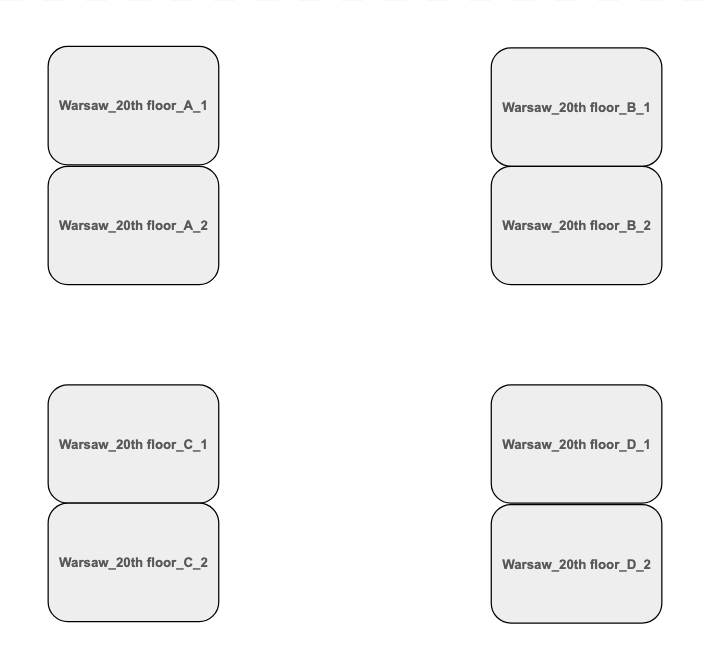 Warsaw_20th floor_A_1
Warsaw_20th floor_B_1
Warsaw_20th floor_A_2
Warsaw_20th floor_B_2
Warsaw_20th floor_C_1
Warsaw_20th floor_D_1
Warsaw_20th floor_C_2
Warsaw_20th floor_D_2